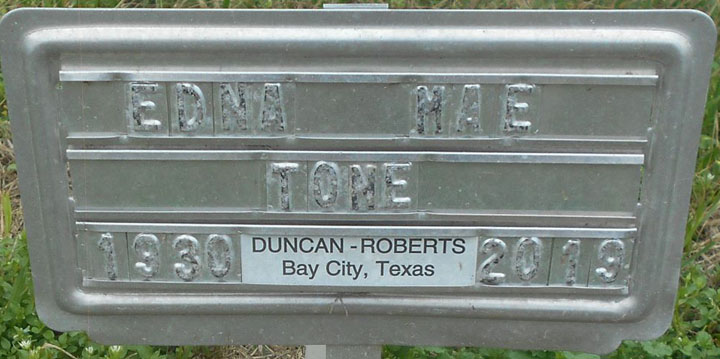 EDNA MAE
TONE
1930 DUNCAN-ROBERTS 2019
Bay City, Texas